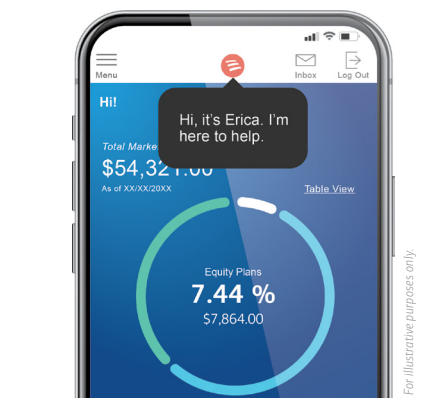 Menu
Inbox
Log Out
Hi!
Hi, it's Erica. I'm
here to help.
Total
$54,321.00
As of XX/XX/20XX
Table View
Equity Plans
7.44 %
$7,864.00
For illustrative purposes only.